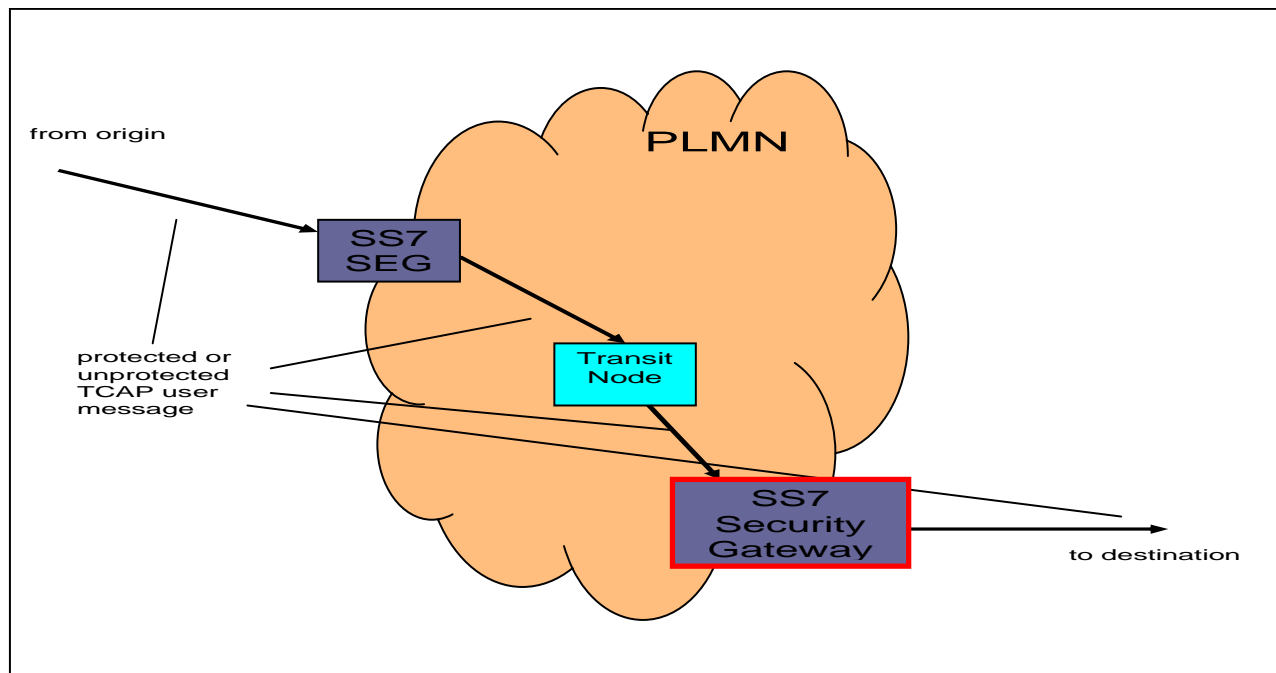 from origin
PLMN
SS7
SEG
protected or
unprotected
TCAP user
message
Transit
Node
SS7
Security
Gateway
to destination